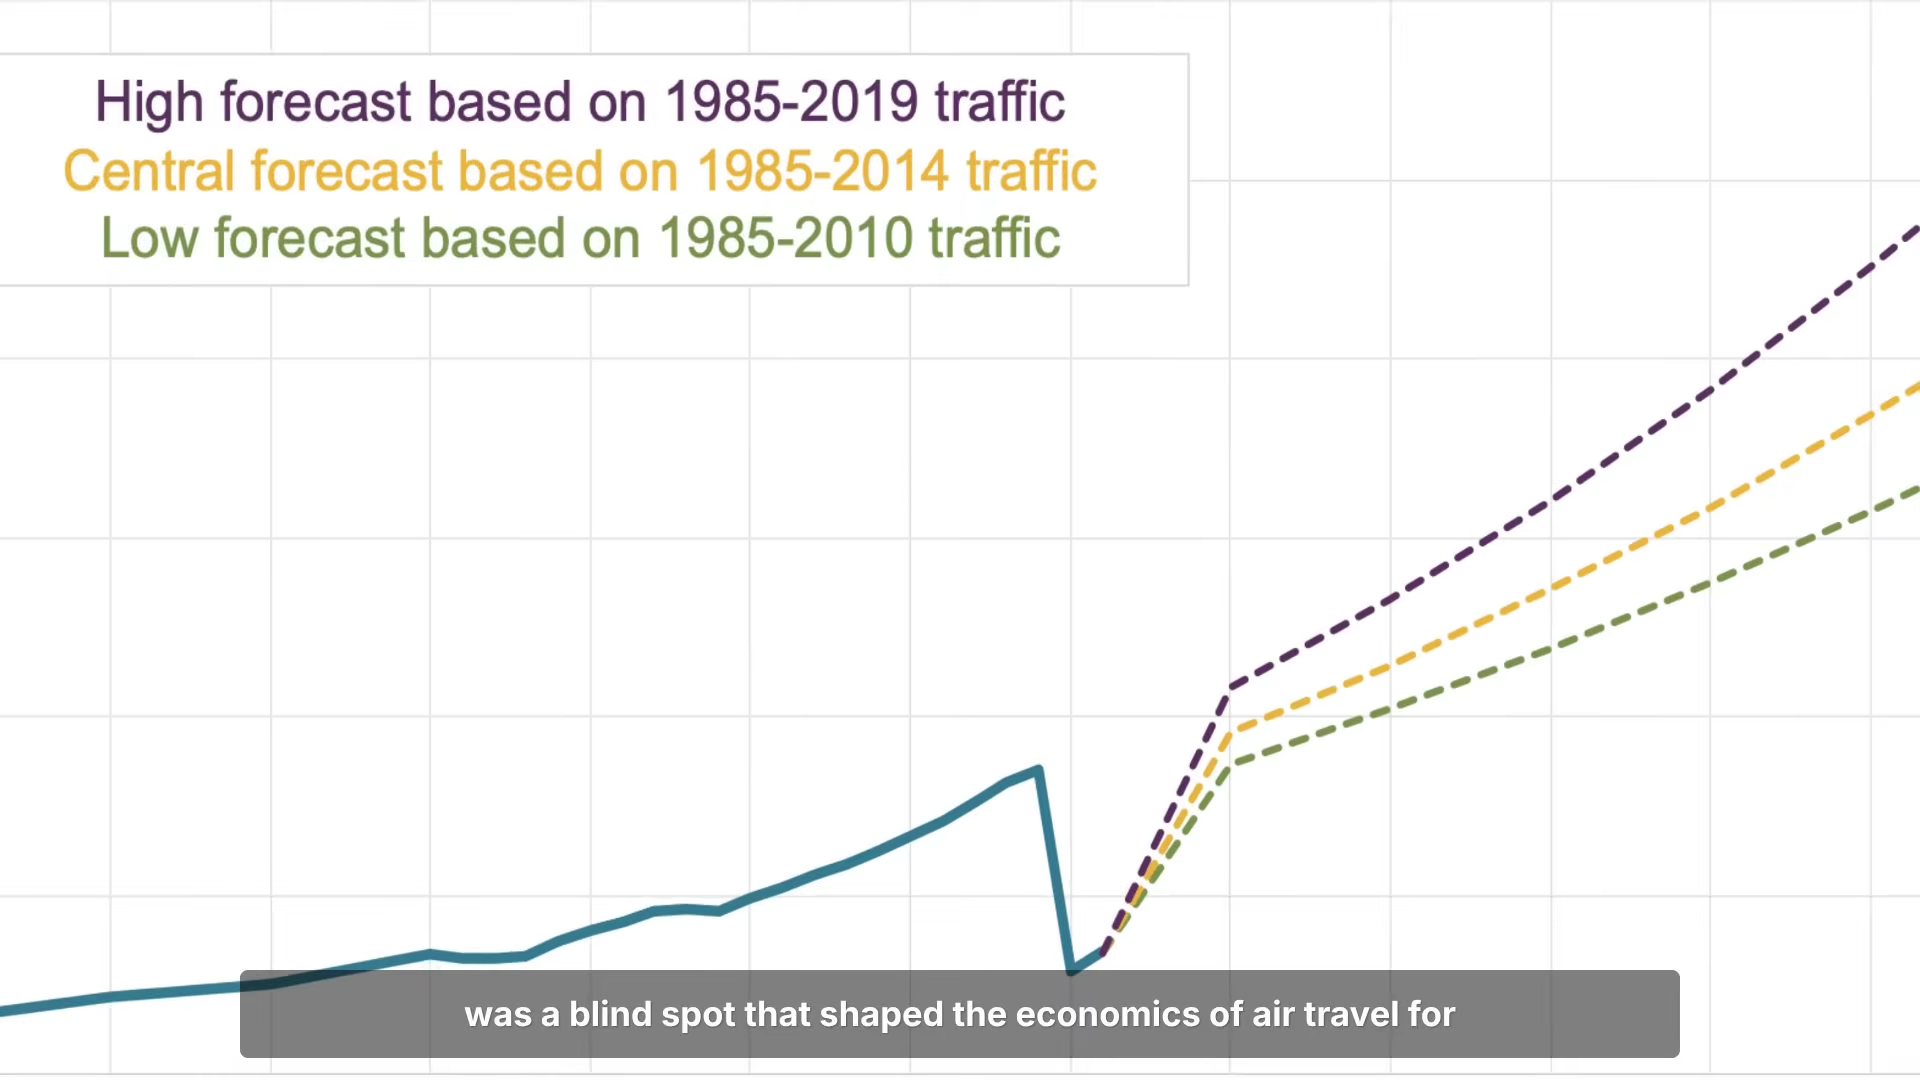 High forecast based on 1985-2019 traffic
Central forecast based on 1985-2014 traffic
Low forecast based on 1985-2010 traffic
was a blind spot that shaped the economics of air travel for